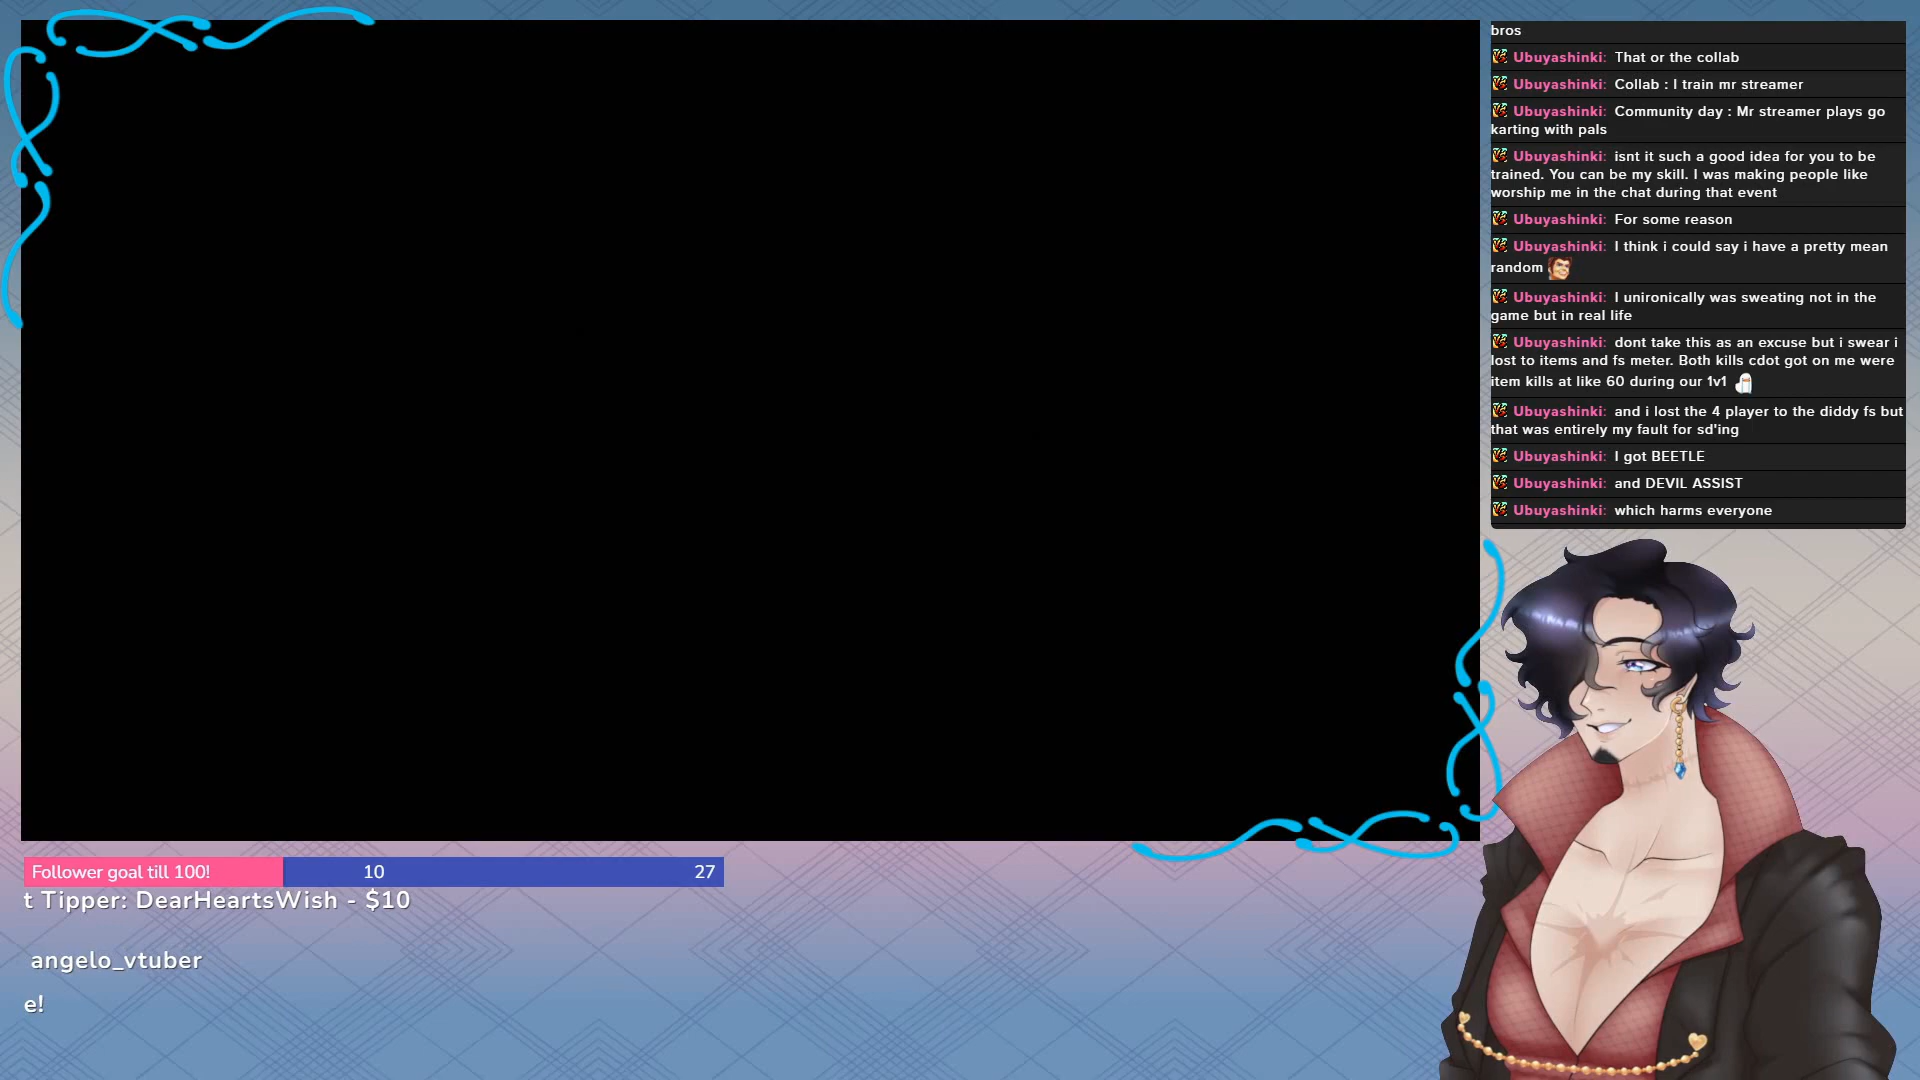 bros
Ubuyashinki: That or the collab
Ubuyashinki: Collab : I train mr streamer
Ubuyashinki: Community day : Mr streamer plays go
karting with pals
Ubuyashinki: isnt it such a good idea for you to be
trained. You can be my skill. I was making people like
worship me in the chat during that event
Ubuyashinki: For some reason
Ubuyashinki: I think i could say i have a pretty mean
random
Ubuyashinki: I unironically was sweating not in the
game but in real life
Ubuyashinki: dont take this as an excuse but i swear i
lost to items and fs meter. Both kills cdot got on me were
item kills at like 60 during our 1v1
Ubuyashinki: and i lost the 4 player to the diddy fs but
that was entirely my fault for sd'ing
Ubuyashinki: I got BEETLE
Ubuyashinki: and DEVIL ASSIST
Ubuyashinki: which harms everyone
Follower goal till 100! 10 27
t Tipper: DearHeartsWish - $10
angelo_vtuber
e!